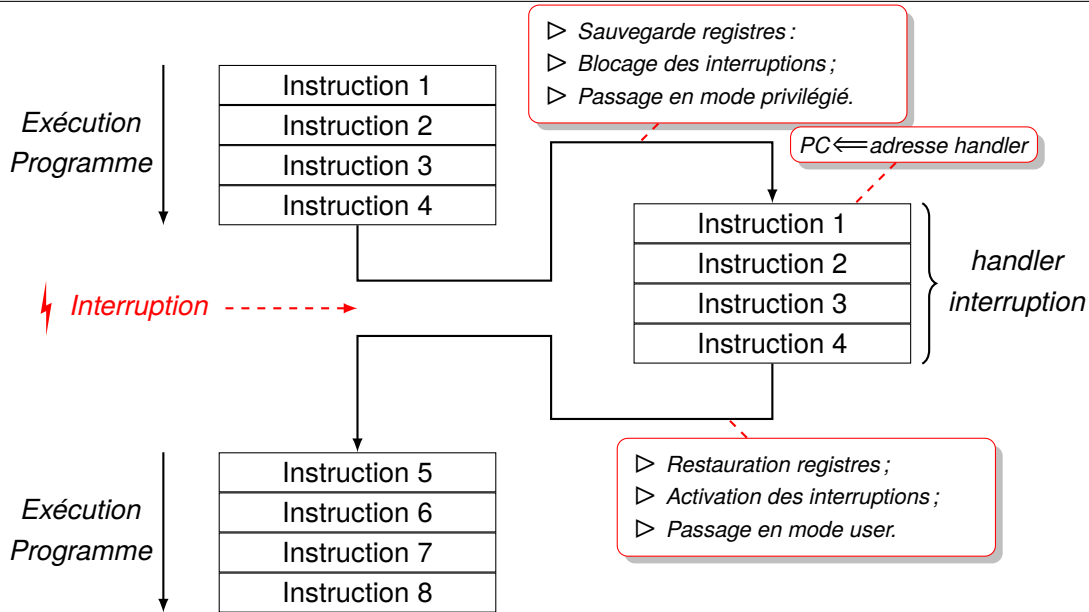 ▷ Sauvegarde registres :
▷ Blocage des interruptions ;
▷ Passage en mode privilégié.
Exécution
Programme
Instruction 1
Instruction 2
Instruction 3
Instruction 4
PC ⟸ adresse handler
Instruction 1
Instruction 2
Instruction 3
Instruction 4
handler
interruption
Interruption
▷ Restauration registres ;
▷ Activation des interruptions ;
▷ Passage en mode user.
Exécution
Programme
Instruction 5
Instruction 6
Instruction 7
Instruction 8